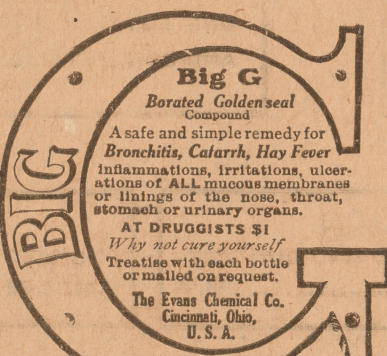 BIG
Big G
Borated Goldenseal
Compound
A safe and simple remedy for
Bronchitis, Catarrh, Hay Fever
inflammations, irritations, ulcer-
ations of ALL mucous membranes
or linings of the nose, throat,
stomach or urinary organs.
AT DRUGGISTS $1
Why not cure yourself
Treatise with each bottle
or mailed on request.
The Evans Chemical Co.
Cincinnati, Ohio,
U. S. A.